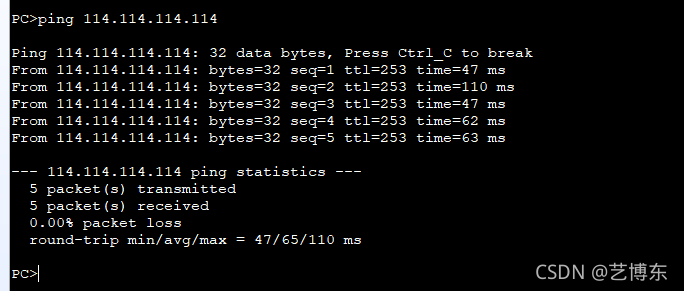 PC>ping 114.114.114.114
Ping 114.114.114.114: 32 data bytes, Press Ctrl_C to break
From 114.114.114.114: bytes=32 seq=1 ttl=253 time=47 ms
From 114.114.114.114: bytes=32 seq=2 ttl=253 time=110 ms
From 114.114.114.114: bytes=32 seq=3 ttl=253 time=47 ms
From 114.114.114.114: bytes=32 seq=4 ttl=253 time=62 ms
From 114.114.114.114: bytes=32 seq=5 ttl=253 time=63 ms
--- 114.114.114.114 ping statistics ---
5 packet(s) transmitted
5 packet(s) received
0.00% packet loss
round-trip min/avg/max = 47/65/110 ms
PC>
CSDN @艺博东